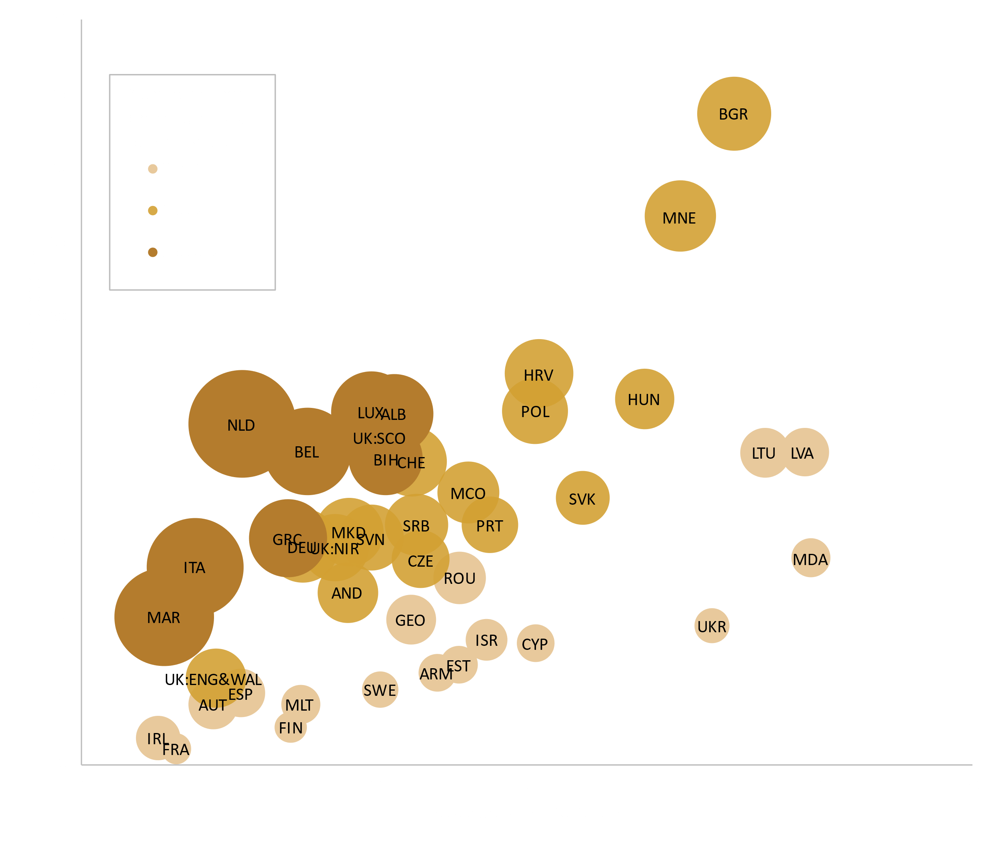 BGR
MNE
HRV
HUN
POL
LUX
ALB
NLD
UK:SCO
BEL
LTU
LVA
BIH
CHE
MCO
SVK
SRB
PRT
MKD
GRC
SVN
DEU
UK:NIR
MDA
CZE
ITA
ROU
AND
MAR
GEO
UKR
ISR
CYP
EST
ARM
UK:ENG&WAL
SWE
ESP
AUT
MLT
FIN
IRL
FRA